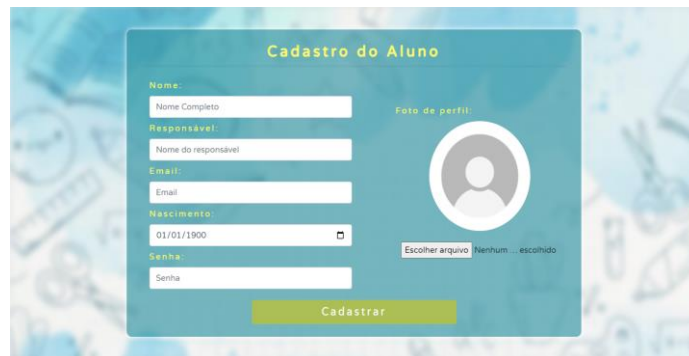 Cadastro do Aluno
Nome:
Nome Completo
Responsável:
Nome do responsável
Email:
Email
Nascimento:
01/01/1900
Senha:
Senha
Foto de perfil:
Escolher arquivo Nenhum ... escolhido
Cadastrar